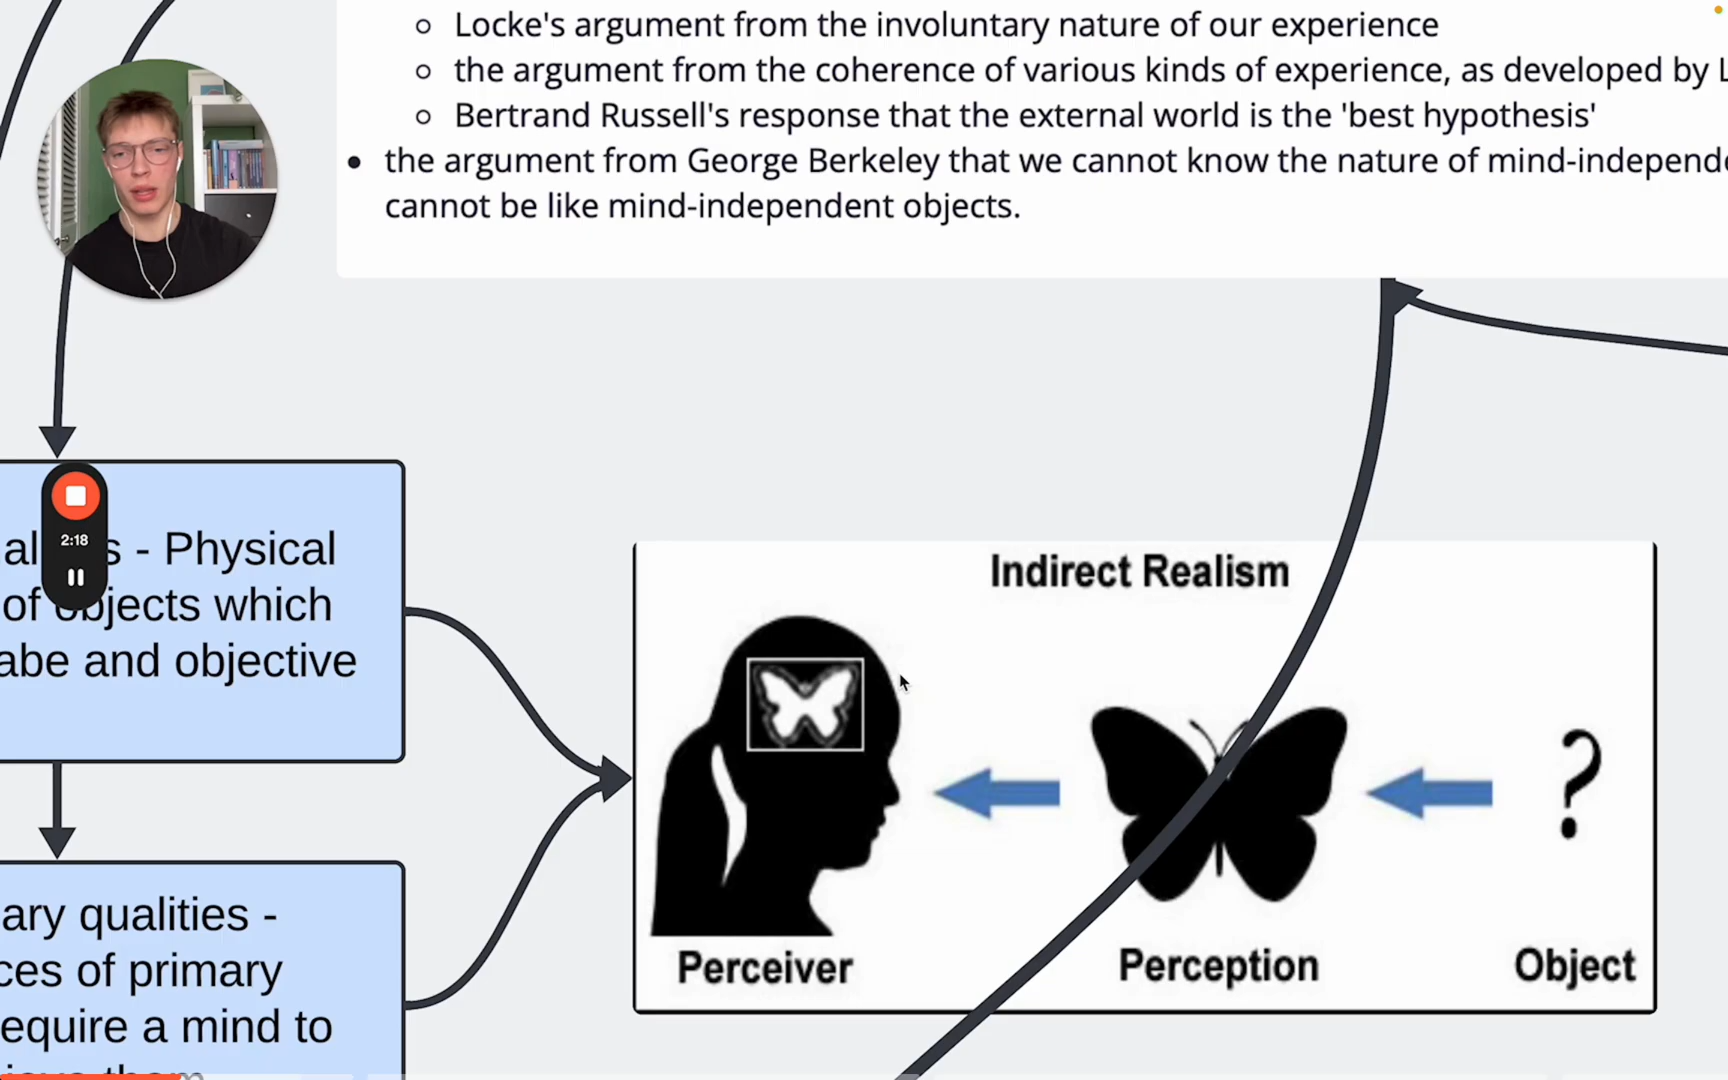 Locke's argument from the involuntary nature of our experience
the argument from the coherence of various kinds of experience, as developed by L
Bertrand Russell's response that the external world is the 'best hypothesis'
the argument from George Berkeley that we cannot know the nature of mind-independe
cannot be like mind-independent objects.
2:18
s - Physical
of objects which
abe and objective
ary qualities -
ces of primary
equire a mind to
them
Indirect Realism
?
Perceiver
Perception
Object